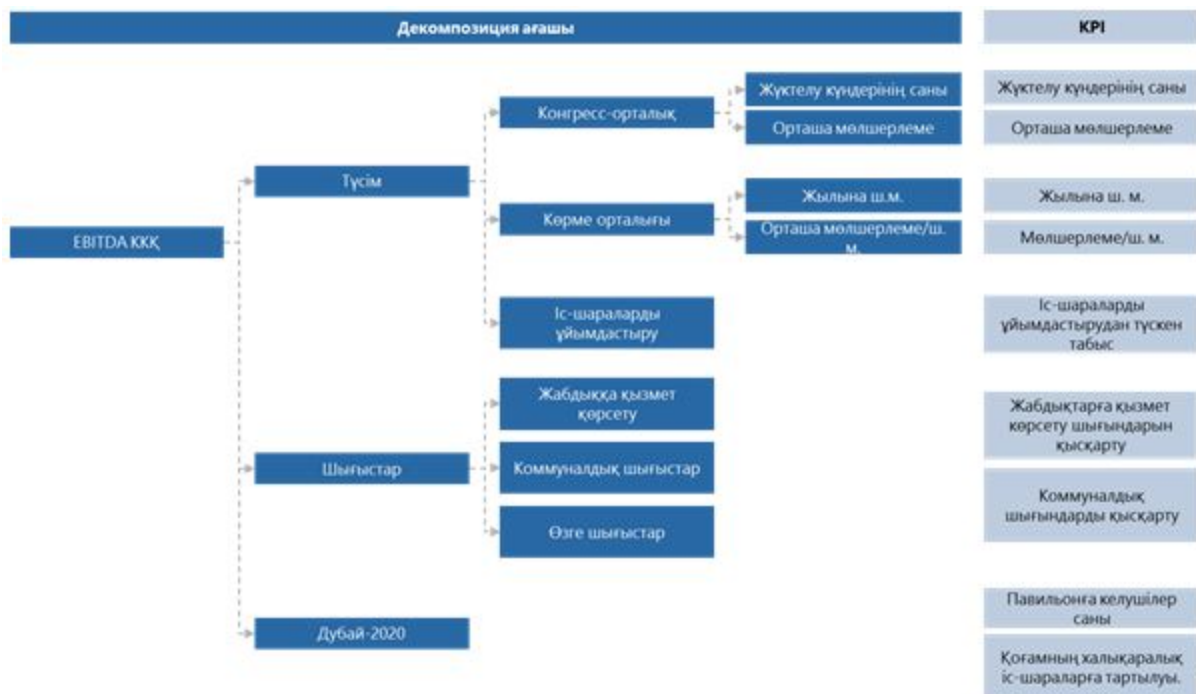 Декомпозиция ағашы
KPI
Жүктелу күндерінің саны
Жүктелу күндерінің саны
Конгресс-орталық
Орташа мөлшерлеме
Орташа мөлшерлеме
Түсім
Жылына ш.м.
Жылына ш. м.
Көрме орталығы
EBITDA ККҚ
Орташа мөлшерлеме/ш.
м.
Мөлшерлеме/ш. м.
Іс-шараларды
ұйымдастыру
Іс-шараларды
ұйымдастырудан түскен
табыс
Жабдыққа қызмет
көрсету
Жабдықтарға қызмет
көрсету шығындарын
қысқарту
Шығыстар
Коммуналдық шығыстар
Коммуналдық
шығындарды қысқарту
Өзге шығыстар
Дубай-2020
Павильонға келушілер
саны
Қоғамның халықаралық
іс-шараларға тартылуы.